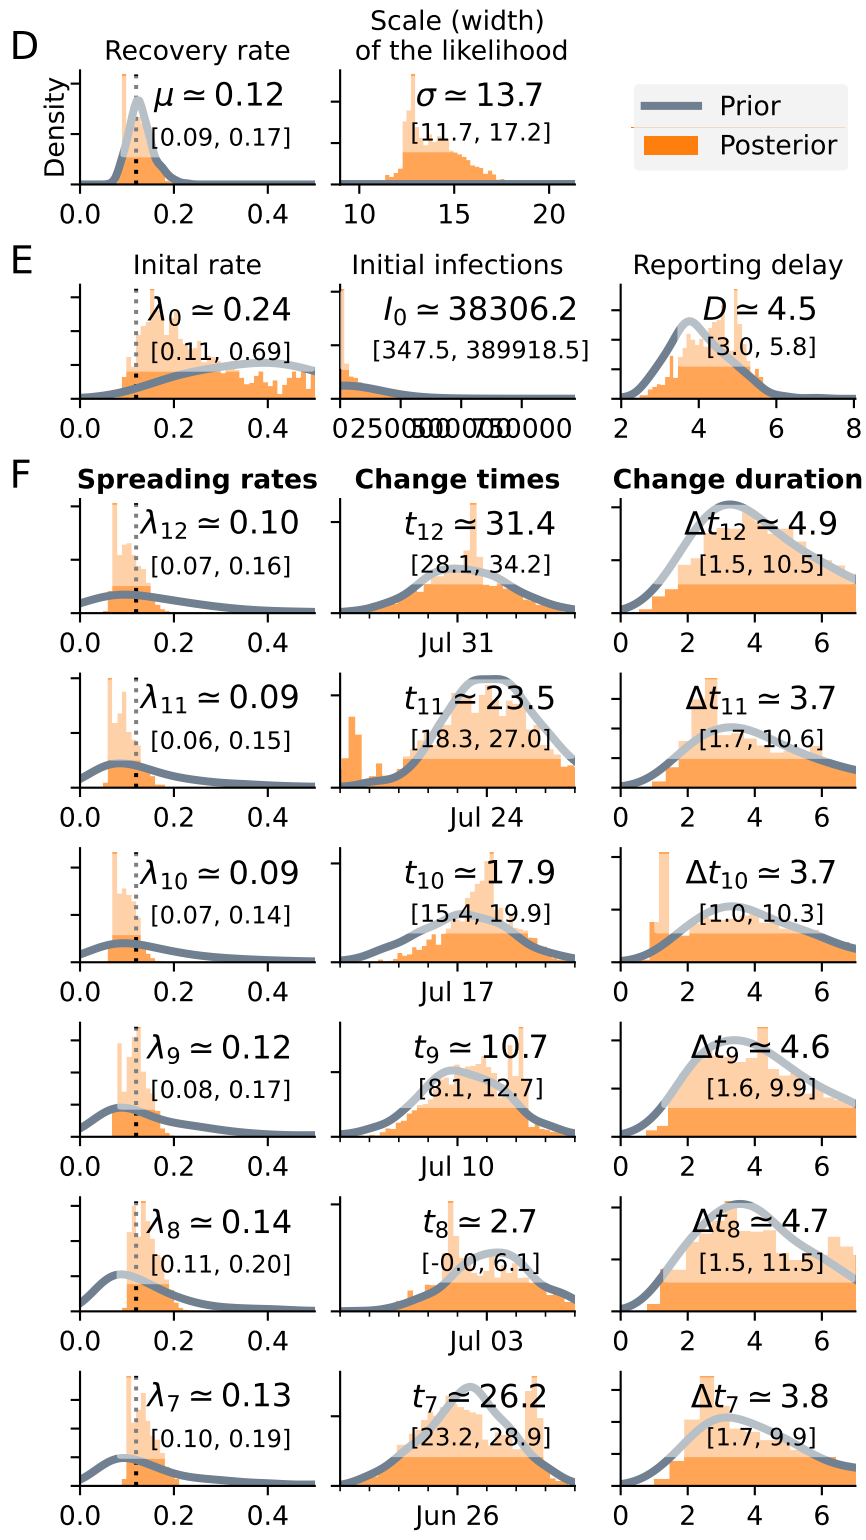 D
Recovery rate
Scale (width)
of the likelihood
Density
μ ≃ 0.12
[0.09, 0.17]
0.0 0.2 0.4
σ ≃ 13.7
[11.7, 17.2]
10 15 20
Prior
Posterior
E
Inital rate
Initial infections
Reporting delay
λ0 ≃ 0.24
[0.11, 0.69]
0.0 0.2 0.4
I0 ≃ 38306.2
[347.5, 389918.5]
0 250000 500000 750000
D ≃ 4.5
[3.0, 5.8]
2 4 6 8
F
Spreading rates
Change times
Change duration
λ12 ≃ 0.10
[0.07, 0.16]
0.0 0.2 0.4
t12 ≃ 31.4
[28.1, 34.2]
Jul 31
Δt12 ≃ 4.9
[1.5, 10.5]
0 2 4 6
λ11 ≃ 0.09
[0.06, 0.15]
0.0 0.2 0.4
t11 ≃ 23.5
[18.3, 27.0]
Jul 24
Δt11 ≃ 3.7
[1.7, 10.6]
0 2 4 6
λ10 ≃ 0.09
[0.07, 0.14]
0.0 0.2 0.4
t10 ≃ 17.9
[15.4, 19.9]
Jul 17
Δt10 ≃ 3.7
[1.0, 10.3]
0 2 4 6
λ9 ≃ 0.12
[0.08, 0.17]
0.0 0.2 0.4
t9 ≃ 10.7
[8.1, 12.7]
Jul 10
Δt9 ≃ 4.6
[1.6, 9.9]
0 2 4 6
λ8 ≃ 0.14
[0.11, 0.20]
0.0 0.2 0.4
t8 ≃ 2.7
[-0.0, 6.1]
Jul 03
Δt8 ≃ 4.7
[1.5, 11.5]
0 2 4 6
λ7 ≃ 0.13
[0.10, 0.19]
0.0 0.2 0.4
t7 ≃ 26.2
[23.2, 28.9]
Jun 26
Δt7 ≃ 3.8
[1.7, 9.9]
0 2 4 6